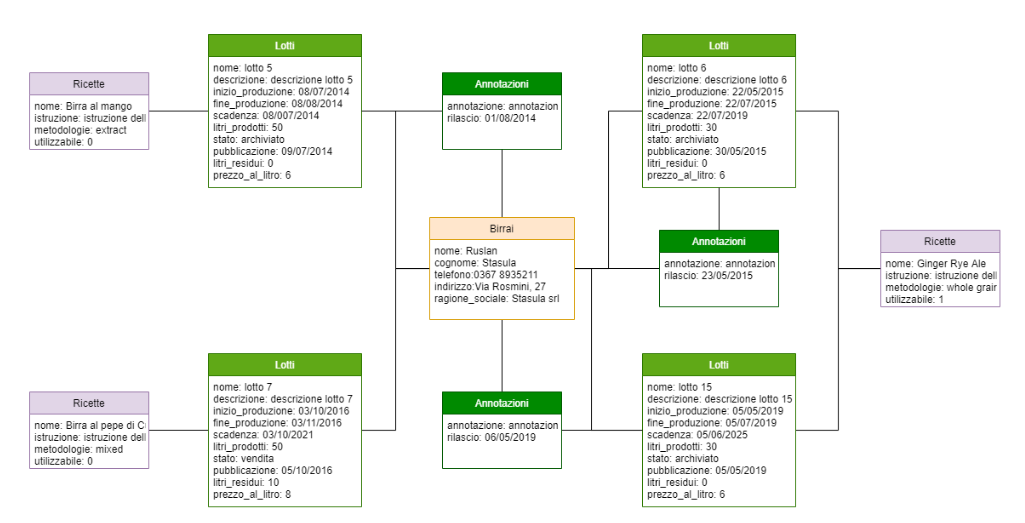 Ricette
nome: Birra al mango
istruzione: istruzione dell
metodologie: extract
utilizzabile: 0
Lotti
nome: lotto 5
descrizione: descrizione lotto 5
inizio_produzione: 08/07/2014
fine_produzione: 08/08/2014
scadenza: 08/007/2014
litri_prodotti: 50
stato: archiviato
pubblicazione: 09/07/2014
litri_residui: 0
prezzo_al_litro: 6
Annotazioni
annotazione: annotazion
rilascio: 01/08/2014
Lotti
nome: lotto 6
descrizione: descrizione lotto 6
inizio_produzione: 22/05/2015
fine_produzione: 22/07/2015
scadenza: 22/07/2019
litri_prodotti: 30
stato: archiviato
pubblicazione: 30/05/2015
litri_residui: 0
prezzo_al_litro: 6
Birrai
nome: Ruslan
cognome: Stasula
telefono:0367 8935211
indirizzo:Via Rosmini, 27
ragione_sociale: Stasula srl
Annotazioni
annotazione: annotazion
rilascio: 23/05/2015
Ricette
nome: Ginger Rye Ale
istruzione: istruzione dell
metodologie: whole grair
utilizzabile: 1
Ricette
nome: Birra al pepe di C
istruzione: istruzione dell
metodologie: mixed
utilizzabile: 0
Lotti
nome: lotto 7
descrizione: descrizione lotto 7
inizio_produzione: 03/10/2016
fine_produzione: 03/11/2016
scadenza: 03/10/2021
litri_prodotti: 50
stato: vendita
pubblicazione: 05/10/2016
litri_residui: 10
prezzo_al_litro: 8
Annotazioni
annotazione: annotazion
rilascio: 06/05/2019
Lotti
nome: lotto 15
descrizione: descrizione lotto 15
inizio_produzione: 05/05/2019
fine_produzione: 05/07/2019
scadenza: 05/06/2025
litri_prodotti: 30
stato: archiviato
pubblicazione: 05/05/2019
litri_residui: 0
prezzo_al_litro: 6